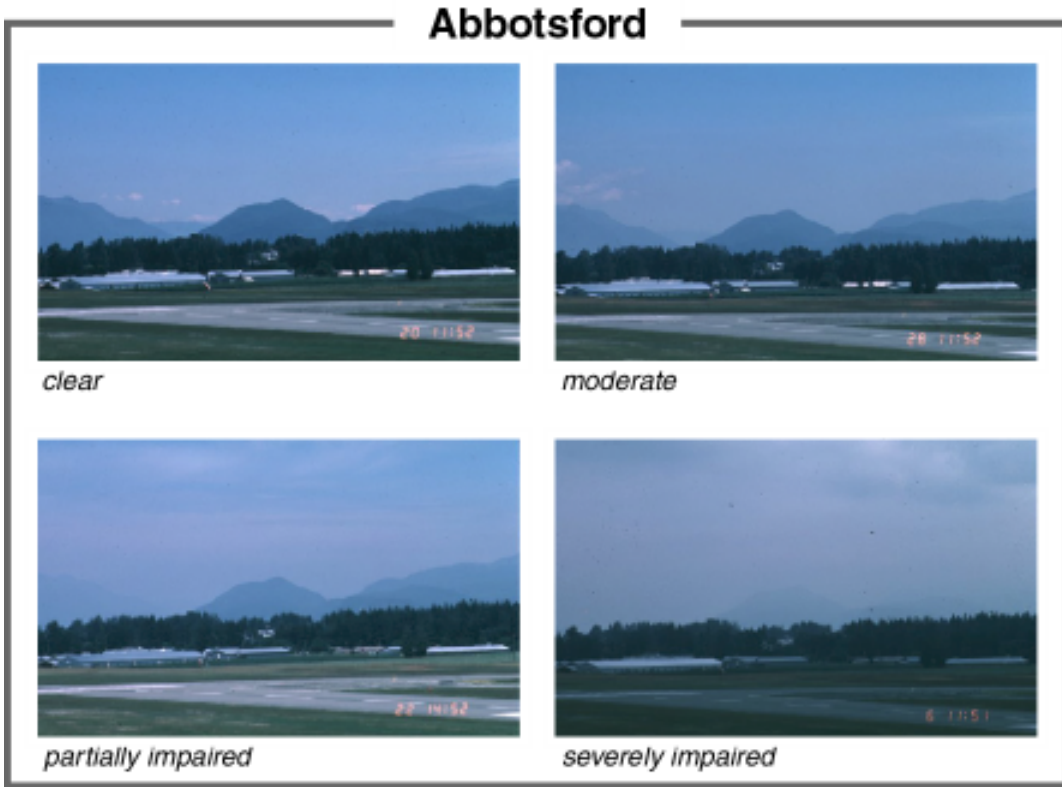 Abbotsford
20 11:52
28 11:52
clear
moderate
22 14:52
6 11:51
partially impaired
severely impaired